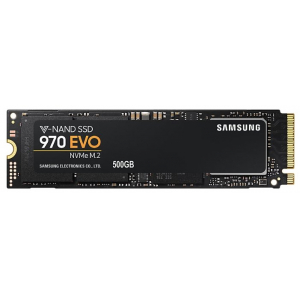 V-NAND SSD
970 EVO
NVMe M.2
SAMSUNG ELECTRONICS CO., LTD.
500GB
SAMSUNG